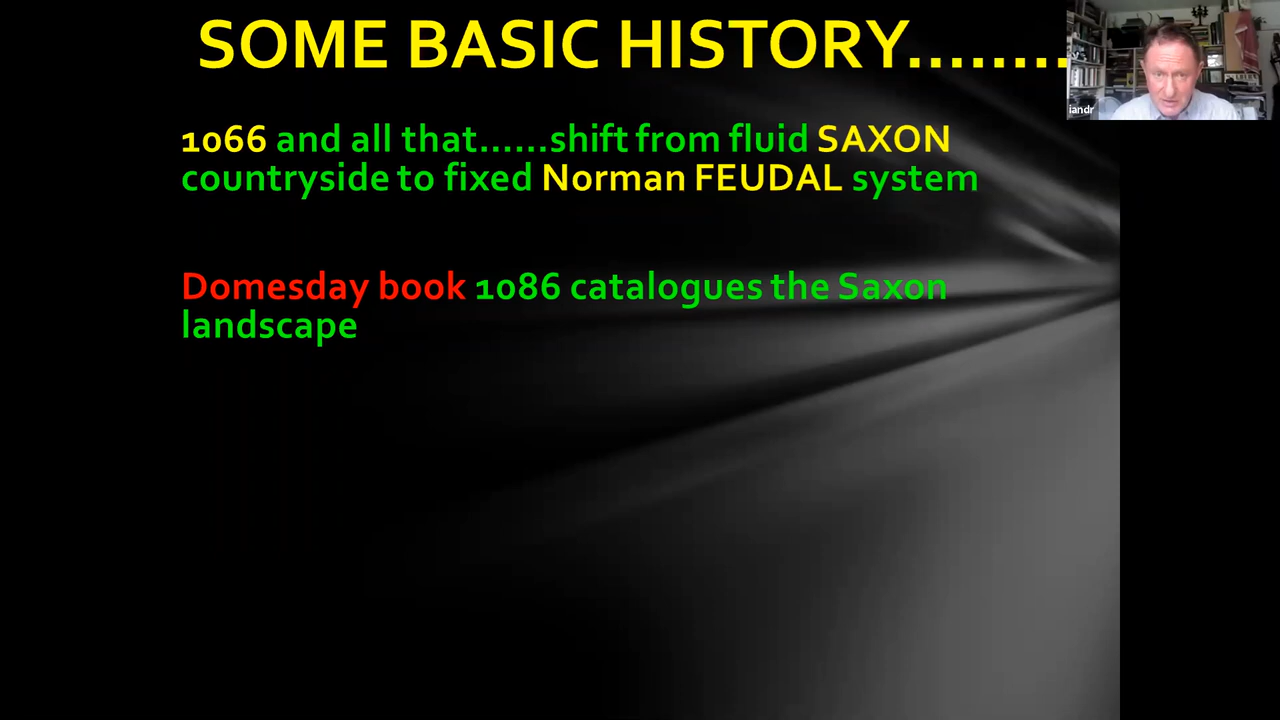 SOME BASIC HISTORY........
1066 and all that......shift from fluid SAXON
countryside to fixed Norman FEUDAL system
Domesday book 1086 catalogues the Saxon
landscape
iandr